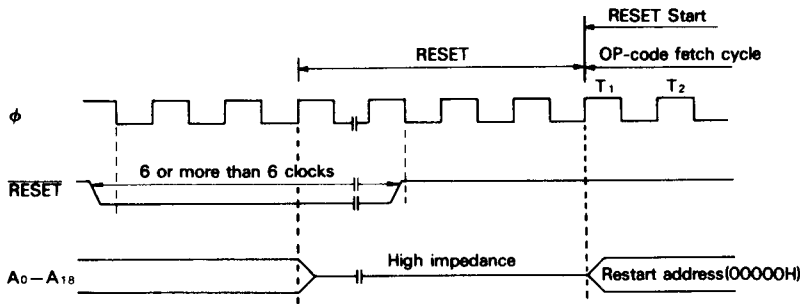 RESET Start
RESET
OP-code fetch cycle
T1 T2
φ
6 or more than 6 clocks
RESET
High impedance
A0–A18
Restart address(00000H)